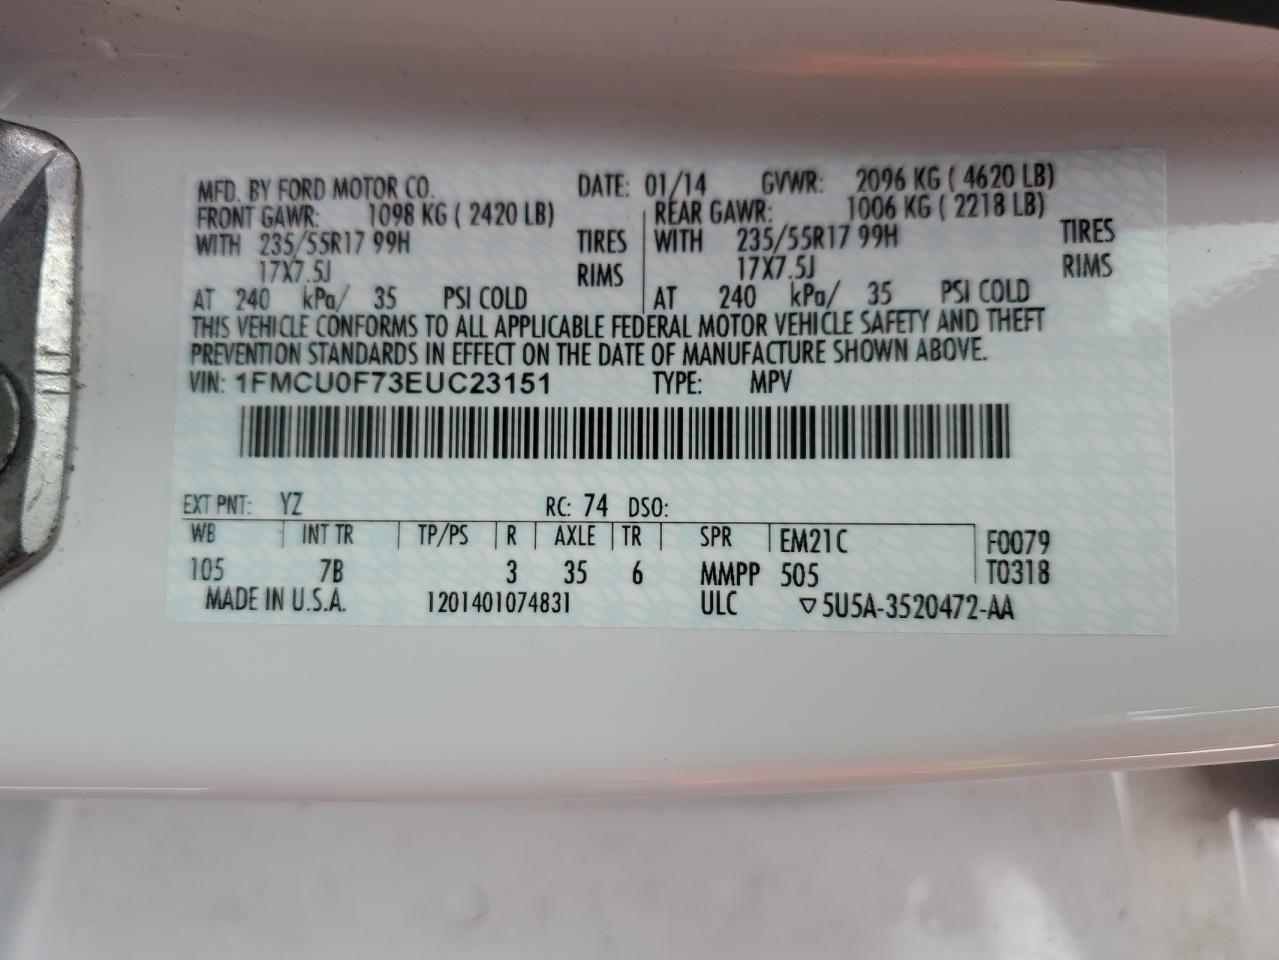 MFD. BY FORD MOTOR CO. DATE: 01/14 GVWR: 2096 KG ( 4620 LB)
FRONT GAWR: 1098 KG ( 2420 LB) REAR GAWR: 1006 KG ( 2218 LB)
WITH 235/55R17 99H TIRES WITH 235/55R17 99H TIRES
17X7.5J RIMS 17X7.5J RIMS
AT 240 kPa/ 35 PSI COLD AT 240 kPa/ 35 PSI COLD
THIS VEHICLE CONFORMS TO ALL APPLICABLE FEDERAL MOTOR VEHICLE SAFETY AND THEFT
PREVENTION STANDARDS IN EFFECT ON THE DATE OF MANUFACTURE SHOWN ABOVE.
VIN: 1FMCU0F73EUC23151 TYPE: MPV
EXT PNT: YZ RC: 74 DSO:
WB INT TR TP/PS R AXLE TR SPR EM21C F0079
105 7B 3 35 6 MMPP 505 T0318
MADE IN U.S.A. 1201401074831 ULC ▽5U5A-3520472-AA